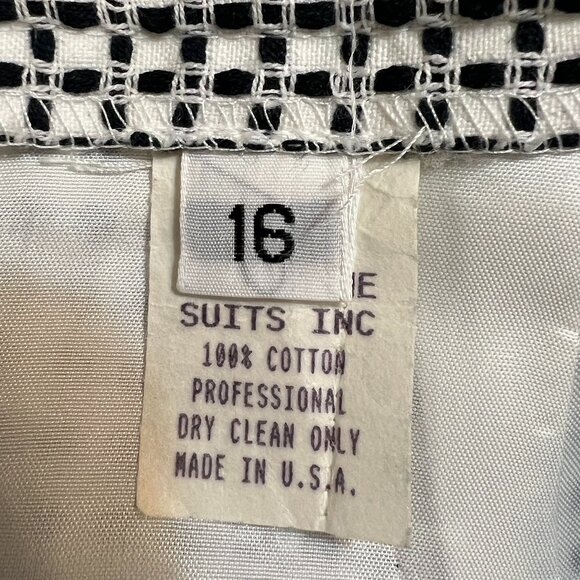 16
SUITS INC
100% COTTON
PROFESSIONAL
DRY CLEAN ONLY
MADE IN U.S.A.